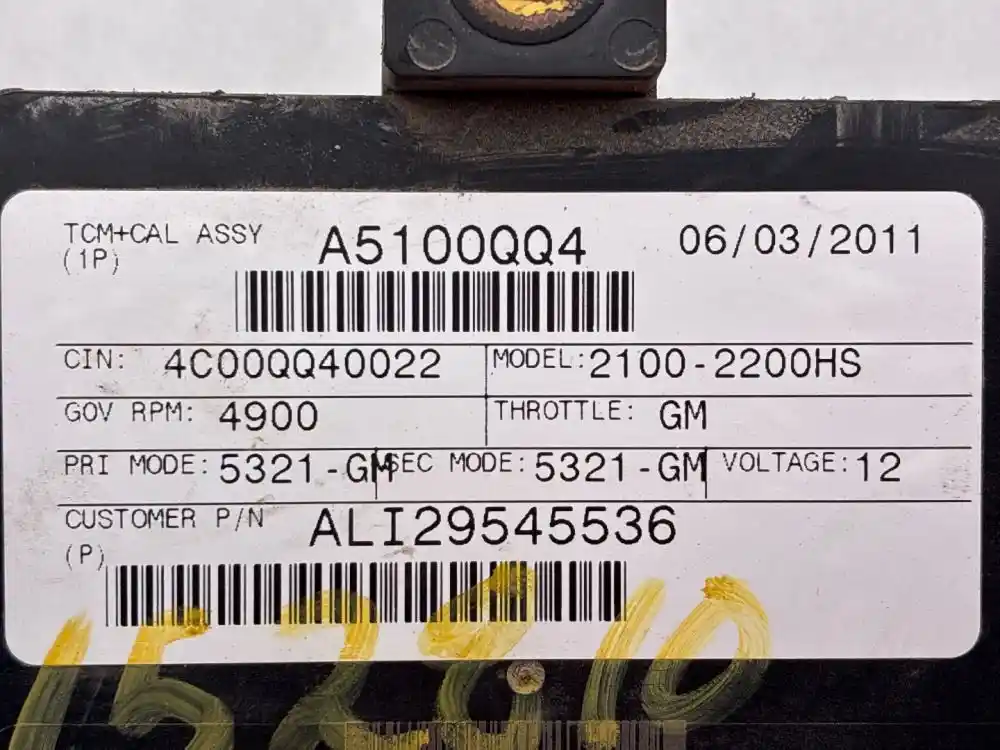 TCM+CAL ASSY A5100QQ4 06/03/2011
(1P)
CIN: 4C00QQ40022 MODEL: 2100-2200HS
GOV RPM: 4900 THROTTLE: GM
PRI MODE: 5321-GM SEC MODE: 5321-GM VOLTAGE: 12
CUSTOMER P/N ALI29545536
(P)
152810